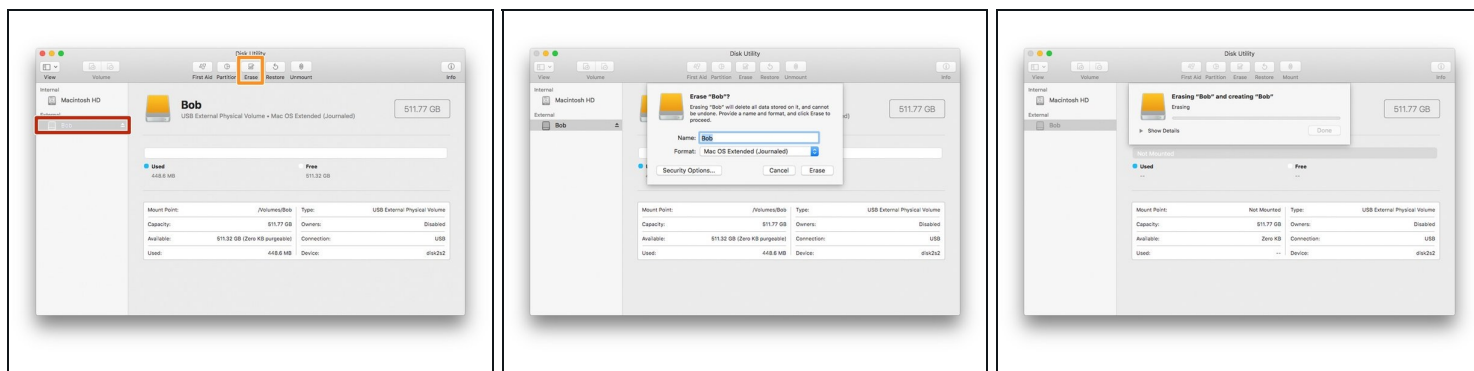 Disk Utility
View Volume First Aid Partition Erase Restore Unmount Info
Internal
Macintosh HD
External
Bob
Bob
USB External Physical Volume • Mac OS Extended (Journaled)
511.77 GB
Used
448.6 MB
Free
511.32 GB
Mount Point: /Volumes/Bob Type: USB External Physical Volume
Capacity: 511.77 GB Owners: Disabled
Available: 511.32 GB (Zero KB purgeable) Connection: USB
Used: 448.6 MB Device: disk2s2
Disk Utility
View Volume First Aid Partition Erase Restore Unmount Info
Internal
Macintosh HD
External
Bob
Erase "Bob"?
Erasing "Bob" will delete all data stored on it, and cannot
be undone. Provide a name and format, and click Erase to
proceed.
Name: Bob
Format: Mac OS Extended (Journaled)
Security Options... Cancel Erase
511.77 GB
Mount Point: /Volumes/Bob Type: USB External Physical Volume
Capacity: 511.77 GB Owners: Disabled
Available: 511.32 GB (Zero KB purgeable) Connection: USB
Used: 448.6 MB Device: disk2s2
Disk Utility
View Volume First Aid Partition Erase Restore Mount Info
Internal
Macintosh HD
External
Bob
Erasing "Bob" and creating "Bob"
Erasing
Show Details Done
511.77 GB
Not Mounted
Used
--
Free
--
Mount Point: Not Mounted Type: USB External Physical Volume
Capacity: 511.77 GB Owners: Disabled
Available: Zero KB Connection: USB
Used: -- Device: disk2s2